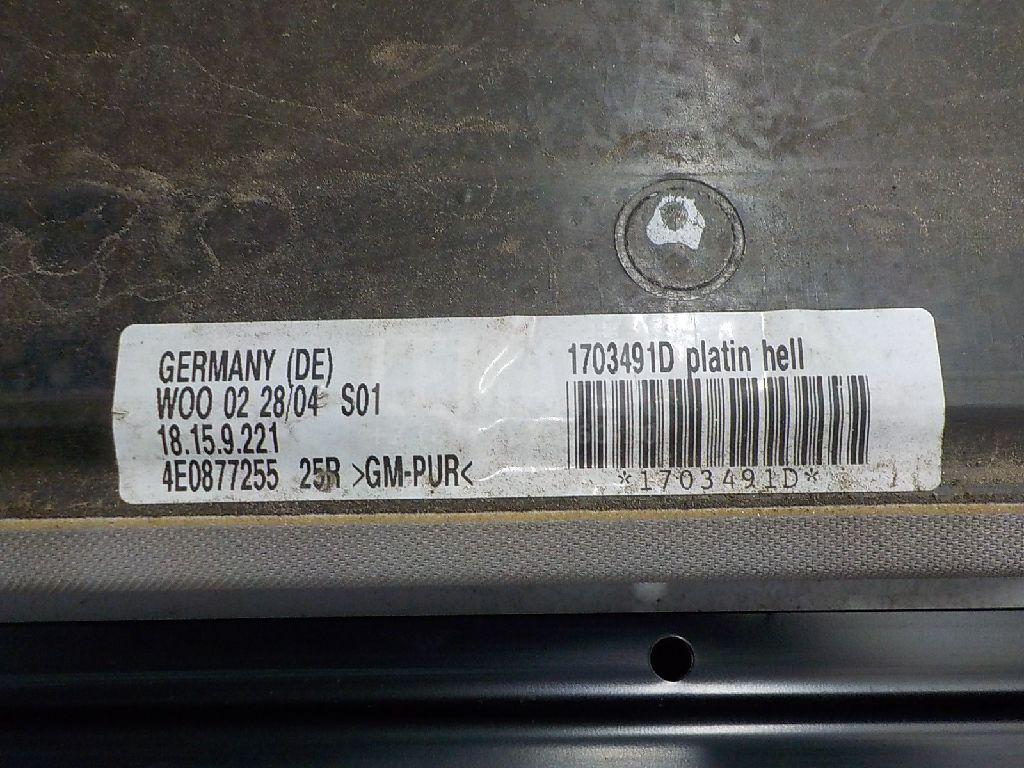 GERMANY (DE)
WOO 02 28/04 S01
18.15.9.221
4E0877255 25R >GM-PUR<
1703491D platin hell
*1703491D*